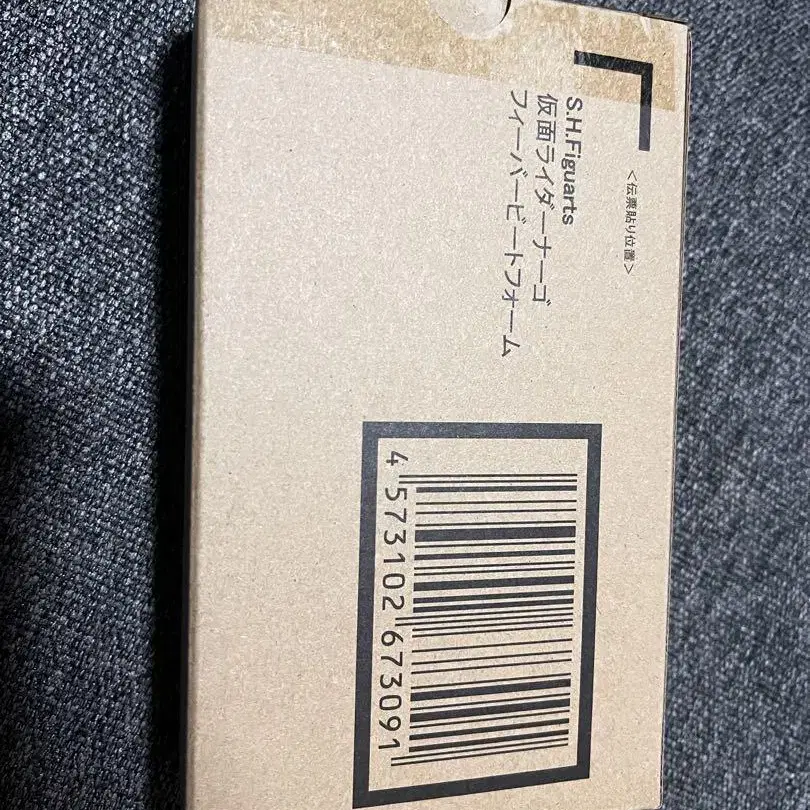 <伝票貼り位置>
S.H.Figuarts
仮面ライダーナーゴ
フィーバービートフォーム
4 573102 673091